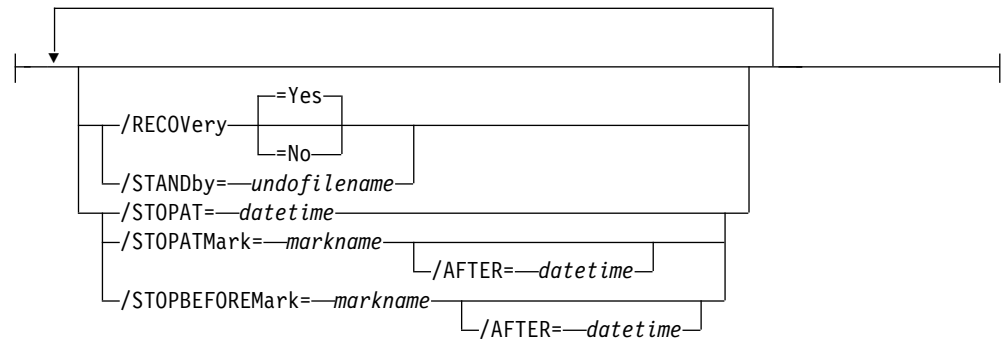 =Yes
/RECOVery
=No
/STANDby= undofilename
/STOPAT= datetime
/STOPATMark= markname
/AFTER= datetime
/STOPBEFOREMark= markname
/AFTER= datetime